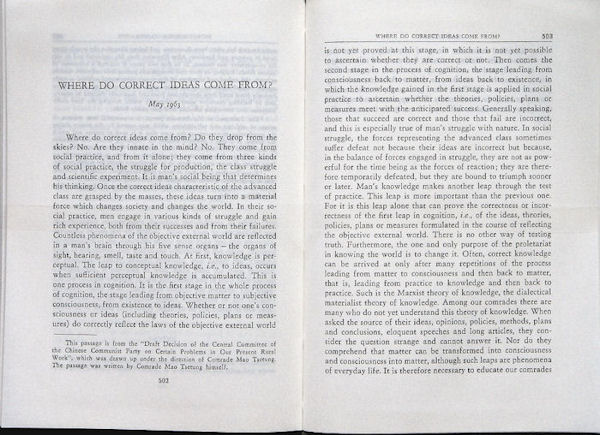 WHERE DO CORRECT IDEAS COME FROM?
May 1963
Where do correct ideas come from? Do they drop from the
skies? No. Are they innate in the mind? No. They come from
social practice, and from it alone; they come from three kinds
of social practice, the struggle for production, the class struggle
and scientific experiment. It is man's social being that determines
his thinking. Once the correct ideas characteristic of the advanced
class are grasped by the masses, these ideas turn into a material
force which changes society and changes the world. In their so-
cial practice, men engage in various kinds of struggle and gain
rich experience, both from their successes and from their failures.
Countless phenomena of the objective external world are reflected
in a man's brain through his five sense organs — the organs of
sight, hearing, smell, taste and touch. At first, knowledge is per-
ceptual. The leap to conceptual knowledge, i.e., to ideas, occurs
when sufficient perceptual knowledge is accumulated. This is
one process in cognition. It is the first stage in the whole process
of cognition, the stage leading from objective matter to subjective
consciousness, from existence to ideas. Whether or not one's con-
sciousness or ideas (including theories, policies, plans or meas-
ures) do correctly reflect the laws of the objective external world
This passage is from the "Draft Decision of the Central Committee of
the Chinese Communist Party on Certain Problems in Our Present Rural
Work", which was drawn up under the direction of Comrade Mao Tsetung.
The passage was written by Comrade Mao Tsetung himself.
502
WHERE DO CORRECT IDEAS COME FROM? 503
is not yet proved at this stage, in which it is not yet possible
to ascertain whether they are correct or not. Then comes the
second stage in the process of cognition, the stage leading from
consciousness back to matter, from ideas back to existence, in
which the knowledge gained in the first stage is applied in social
practice to ascertain whether the theories, policies, plans or
measures meet with the anticipated success. Generally speaking,
those that succeed are correct and those that fail are incorrect,
and this is especially true of man's struggle with nature. In social
struggle, the forces representing the advanced class sometimes
suffer defeat not because their ideas are incorrect but because,
in the balance of forces engaged in struggle, they are not as pow-
erful for the time being as the forces of reaction; they are there-
fore temporarily defeated, but they are bound to triumph sooner
or later. Man's knowledge makes another leap through the test
of practice. This leap is more important than the previous one.
For it is this leap alone that can prove the correctness or incor-
rectness of the first leap in cognition, i.e., of the ideas, theories,
policies, plans or measures formulated in the course of reflecting
the objective external world. There is no other way of testing
truth. Furthermore, the one and only purpose of the proletariat
in knowing the world is to change it. Often, correct knowledge
can be arrived at only after many repetitions of the process
leading from matter to consciousness and then back to matter,
that is, leading from practice to knowledge and then back to
practice. Such is the Marxist theory of knowledge, the dialectical
materialist theory of knowledge. Among our comrades there are
many who do not yet understand this theory of knowledge. When
asked the source of their ideas, opinions, policies, methods, plans
and conclusions, eloquent speeches and long articles, they con-
sider the question strange and cannot answer it. Nor do they
comprehend that matter can be transformed into consciousness
and consciousness into matter, although such leaps are phenomena
of everyday life. It is therefore necessary to educate our comrades